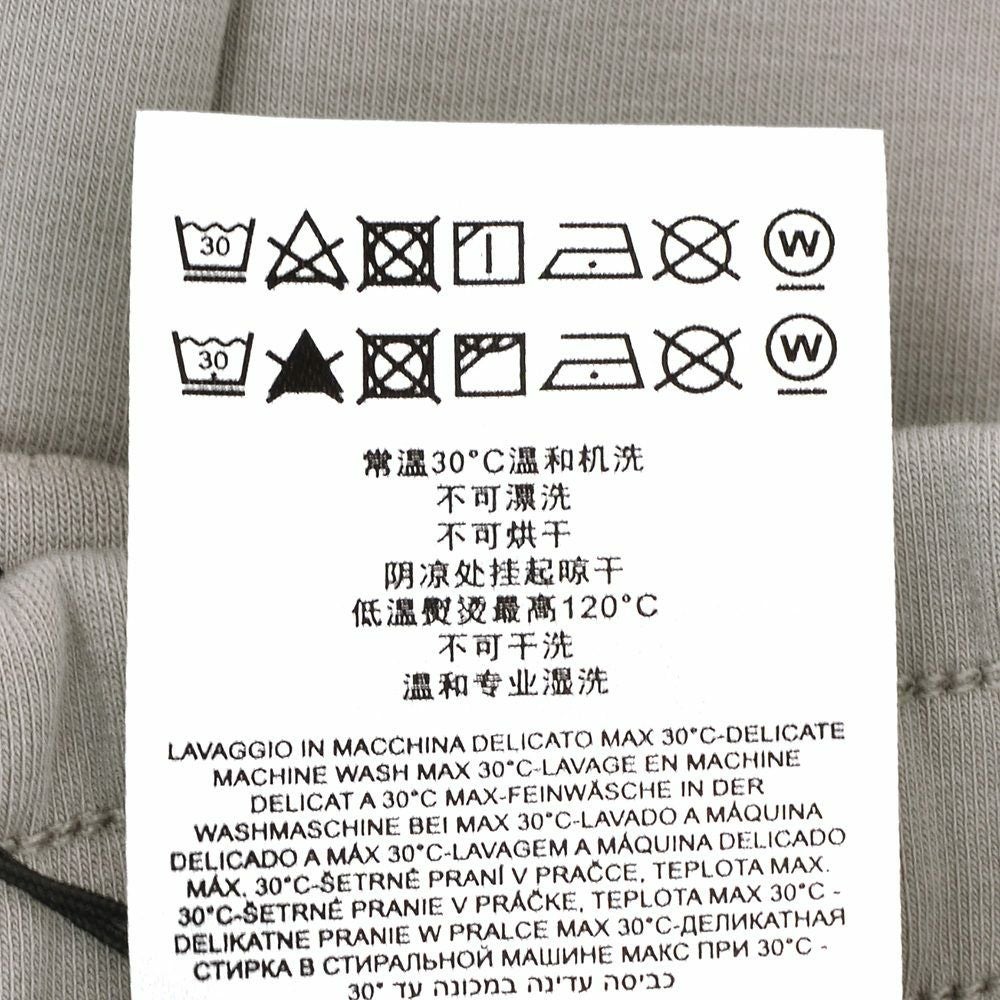 30 W
30 W
常温30°C温和机洗
不可漂洗
不可烘干
阴凉处挂起晾干
低温熨烫最高120°C
不可干洗
温和专业湿洗
LAVAGGIO IN MACCHINA DELICATO MAX 30°C-DELICATE
MACHINE WASH MAX 30°C-LAVAGE EN MACHINE
DELICAT A 30°C MAX-FEINWÄSCHE IN DER
WASHMASCHINE BEI MAX 30°C-LAVADO A MÁQUINA
DELICADO A MÁX 30°C-LAVAGEM A MÁQUINA DELICADO
MÁX. 30°C-ŠETRNÉ PRANÍ V PRAČCE, TEPLOTA MAX.
30°C-ŠETRNÉ PRANIE V PRÁČKE, TEPLOTA MAX 30°C -
DELIKATNE PRANIE W PRALCE MAX 30°C-ДЕЛИКАТНАЯ
СТИРКА В СТИРАЛЬНОЙ МАШИНЕ МАКС ПРИ 30°C -
כביסה עדינה במכונה עד 30°